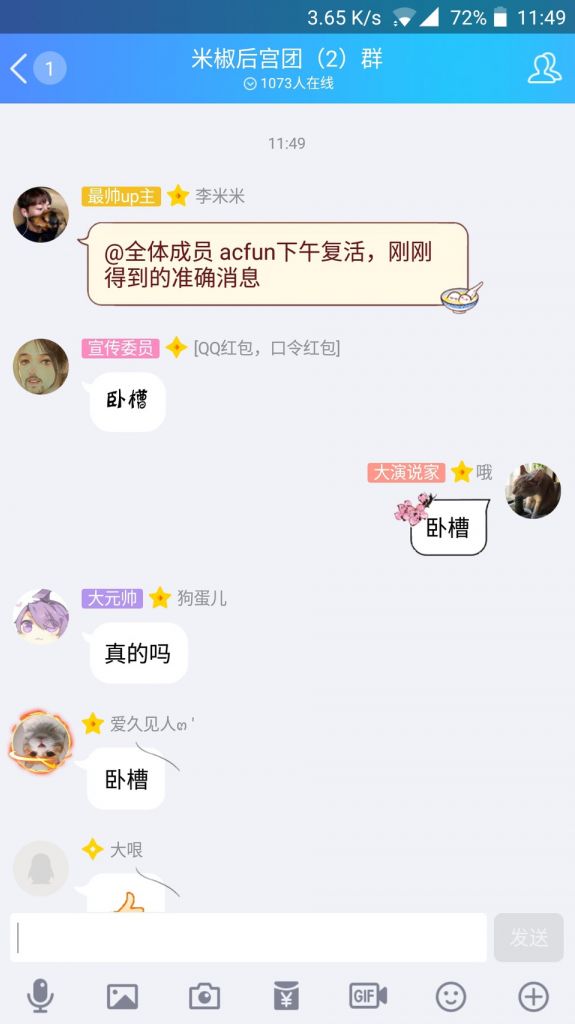 3.65 K/s 72% 11:49
1 米椒后宫团（2）群
1073人在线
11:49
最帅up主 李米米
@全体成员 acfun下午复活，刚刚
得到的准确消息
宣传委员 [QQ红包，口令红包]
卧槽
大演说家 哦
卧槽
大元帅 狗蛋儿
真的吗
爱久见人ო '
卧槽
大哏
发送
¥ GIF